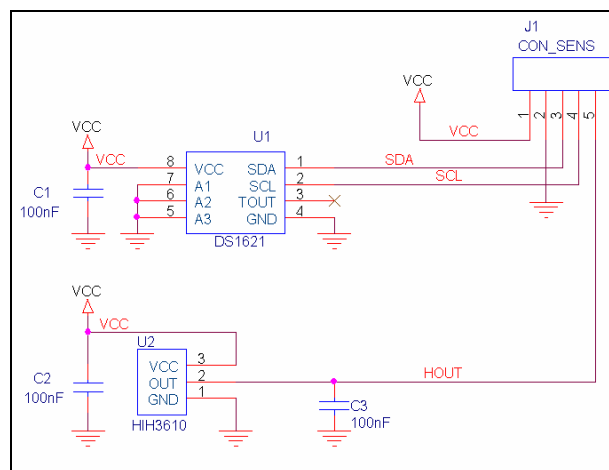 J1
CON_SENS
VCC
1
2
3
4
5
VCC
U1
VCC
VCC
C1
100nF
8 VCC SDA 1 SDA
7 A1 SCL 2 SCL
6 A2 TOUT 3
5 A3 GND 4
DS1621
VCC
VCC
U2
C2
100nF
VCC 3
OUT 2 HOUT
GND 1
HIH3610
C3
100nF